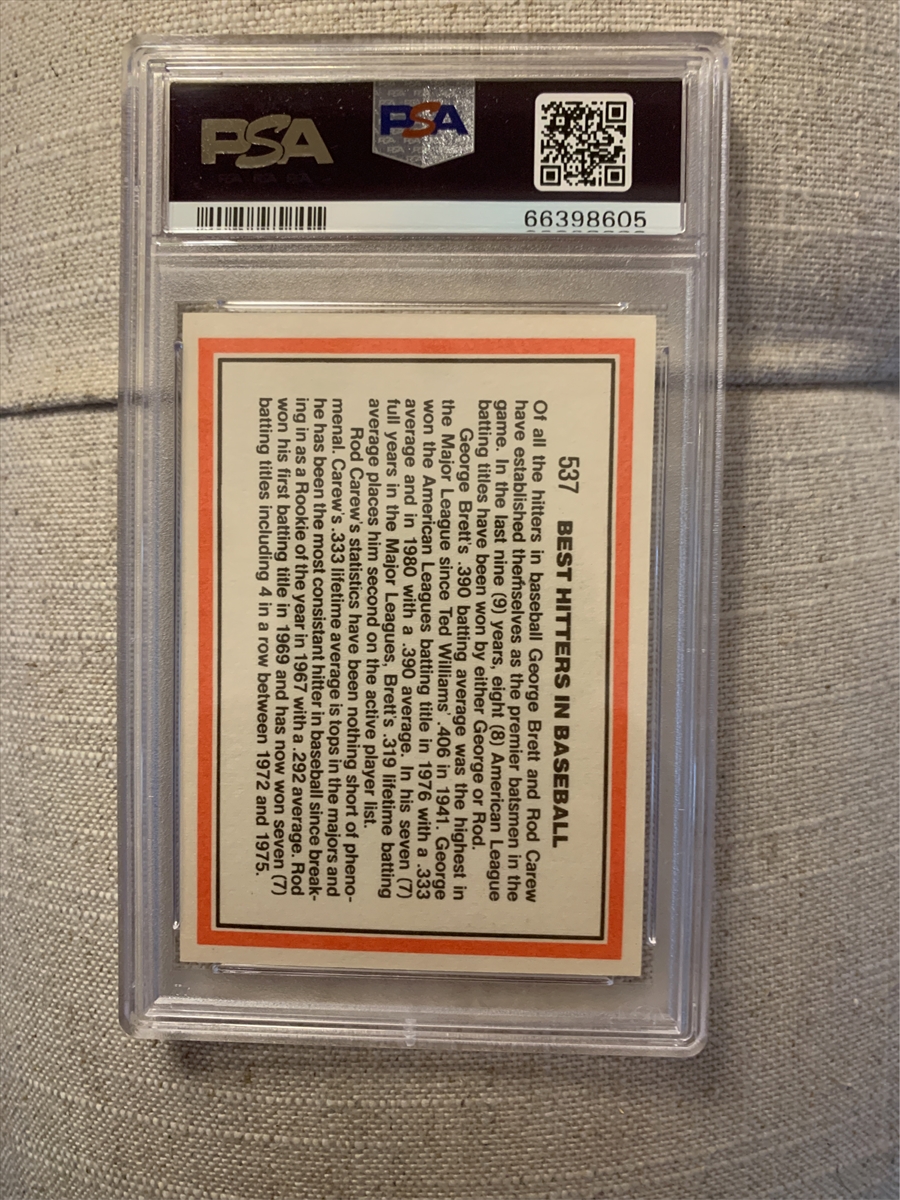 PSA
PSA
66398605
537 BEST HITTERS IN BASEBALL
Of all the hitters in baseball George Brett and Rod Carew
have established themselves as the premier batsmen in the
game. In the last nine (9) years, eight (8) American League
batting titles have been won by either George or Rod.
George Brett's .390 batting average was the highest in
the Major League since Ted Williams' .406 in 1941. George
won the American Leagues batting title in 1976 with a .333
average and in 1980 with a .390 average. In his seven (7)
full years in the Major Leagues, Brett's .319 lifetime batting
average places him second on the active player list.
Rod Carew's statistics have been nothing short of pheno-
menal. Carew's .333 lifetime average is tops in the majors and
he has been the most consistant hitter in baseball since break-
ing in as a Rookie of the year in 1967 with a .292 average. Rod
won his first batting title in 1969 and has now won seven (7)
batting titles including 4 in a row between 1972 and 1975.